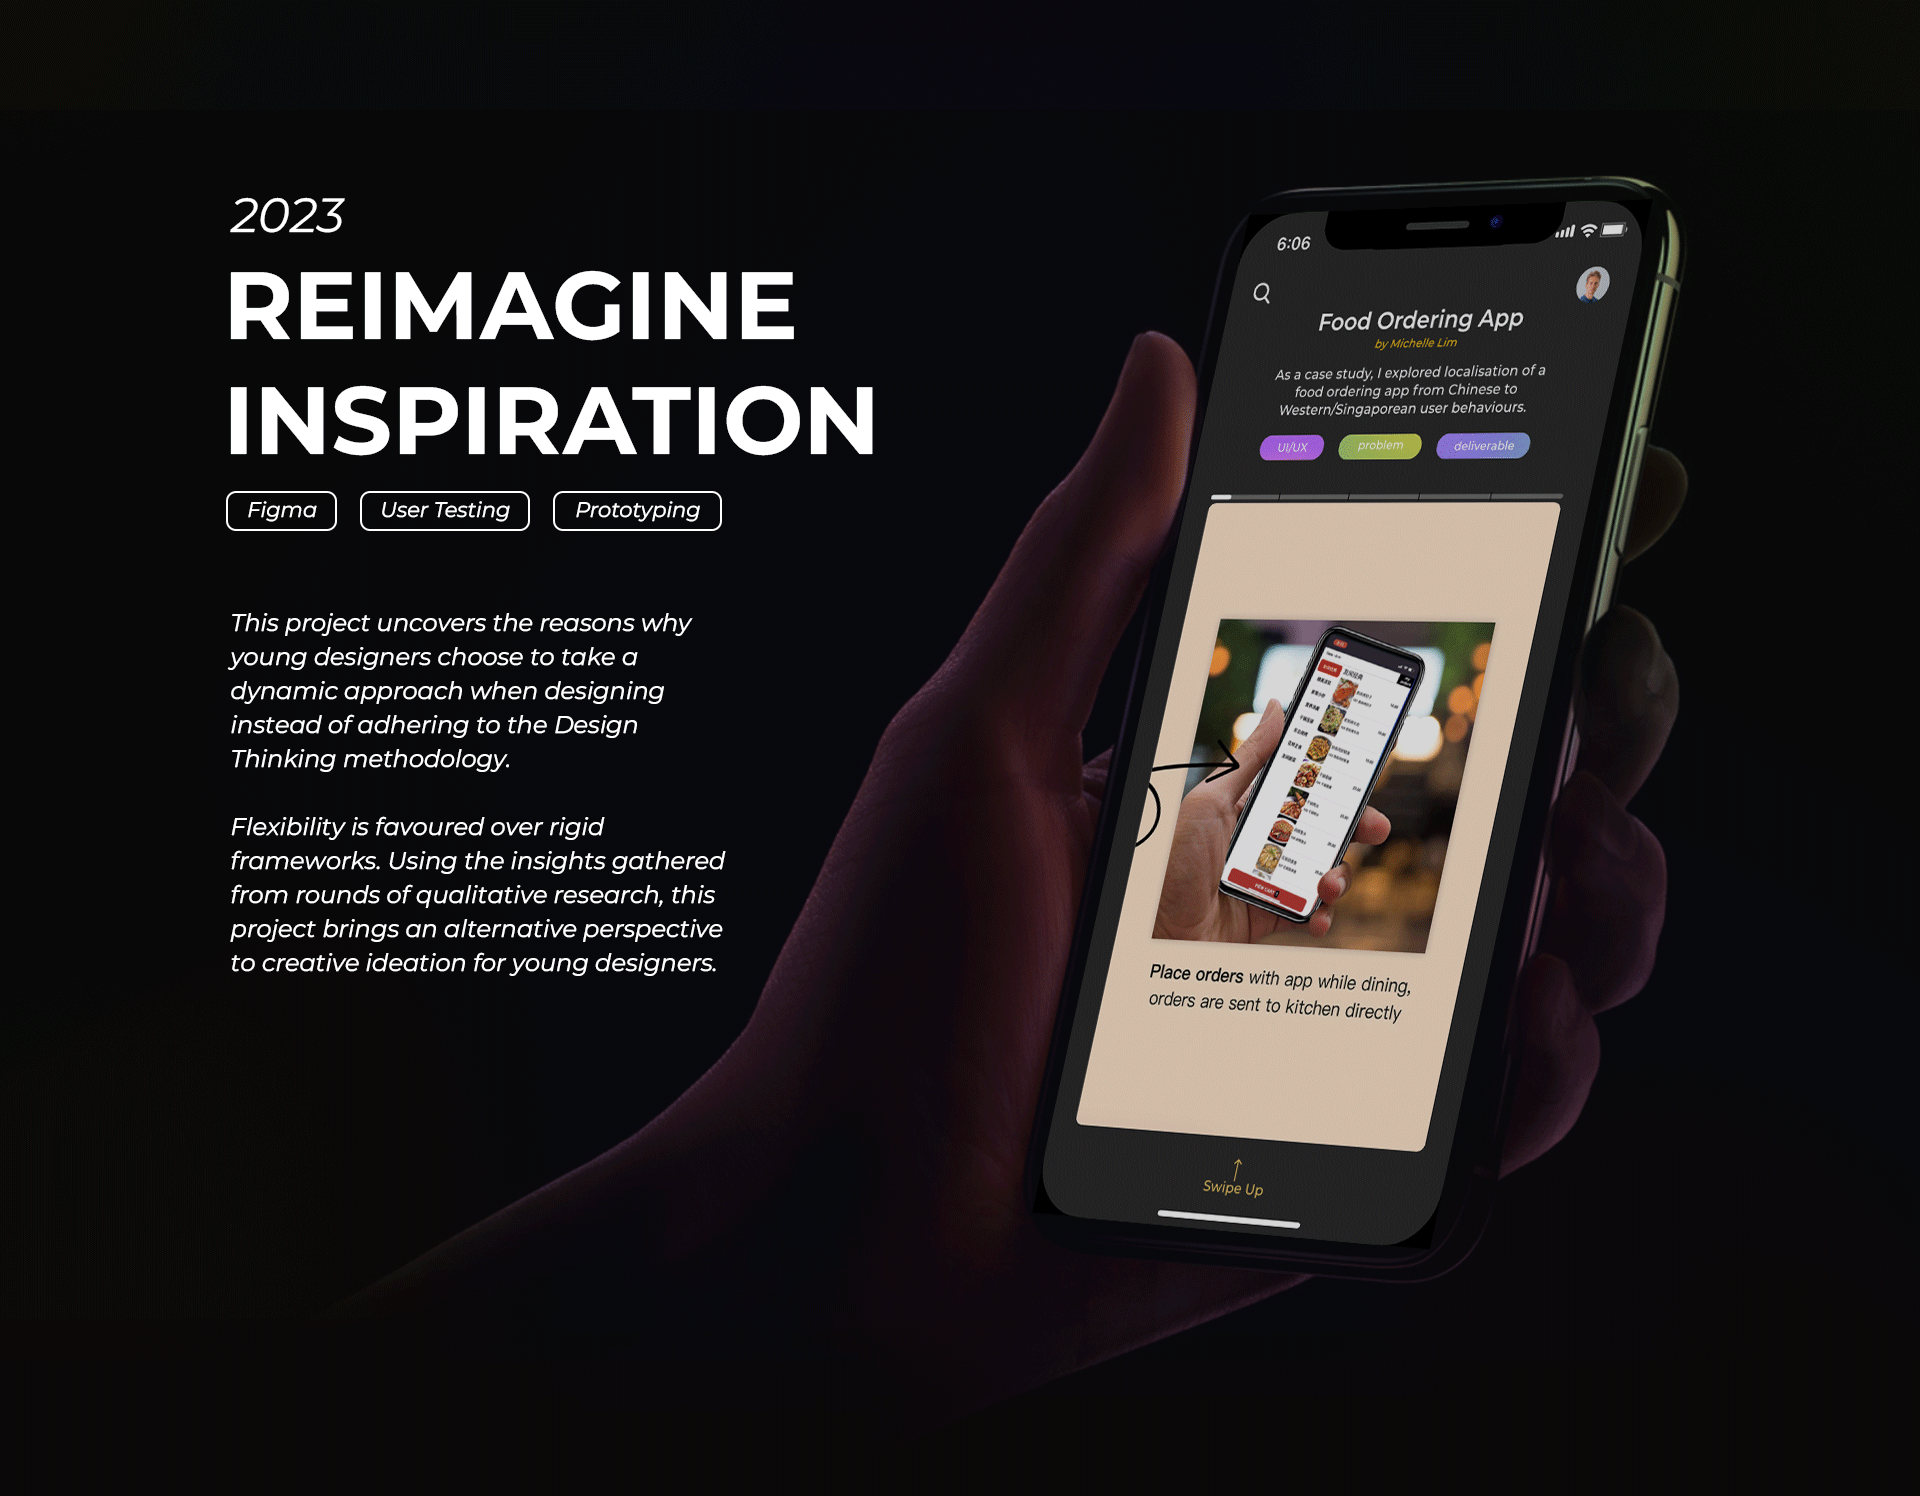 2023
REIMAGINE
INSPIRATION
Figma
User Testing
Prototyping
This project uncovers the reasons why
young designers choose to take a
dynamic approach when designing
instead of adhering to the Design
Thinking methodology.
Flexibility is favoured over rigid
frameworks. Using the insights gathered
from rounds of qualitative research, this
project brings an alternative perspective
to creative ideation for young designers.
6:06
Food Ordering App
by Michelle Lim
As a case study, I explored localisation of a
food ordering app from Chinese to
Western/Singaporean user behaviours.
UI/UX
problem
deliverable
VIEW CART
Place orders with app while dining,
orders are sent to kitchen directly
Swipe Up